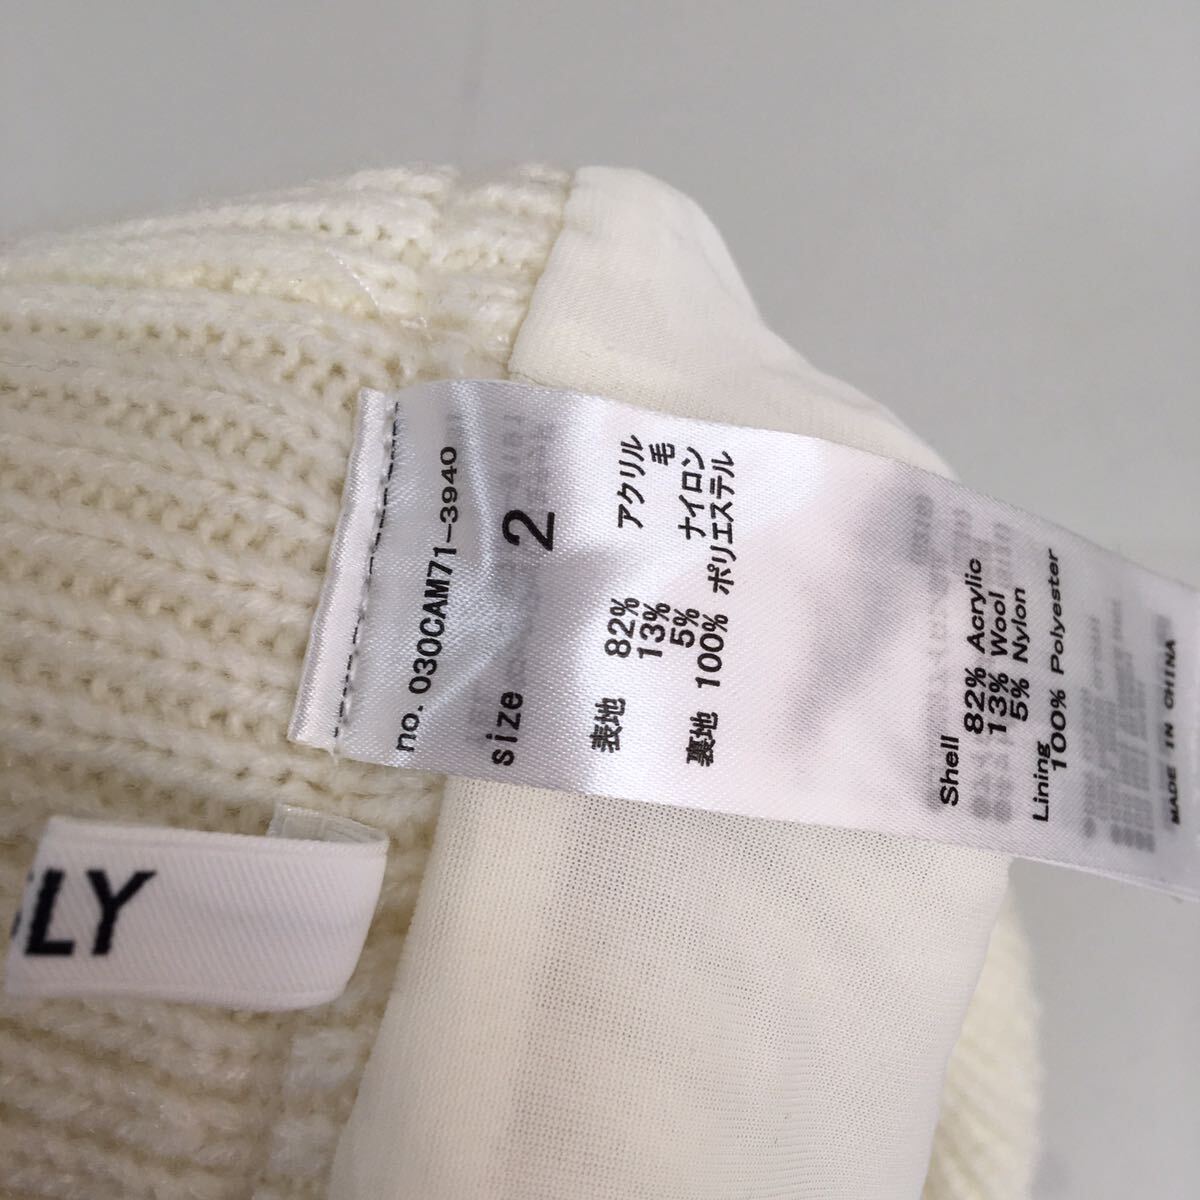 no. 030CAM71-3940
size 2
表地 82% アクリル
13% 毛
5% ナイロン
裏地 100% ポリエステル
Shell
82% Acrylic
13% Wool
5% Nylon
Lining
100% Polyester
MADE IN CHINA
LY